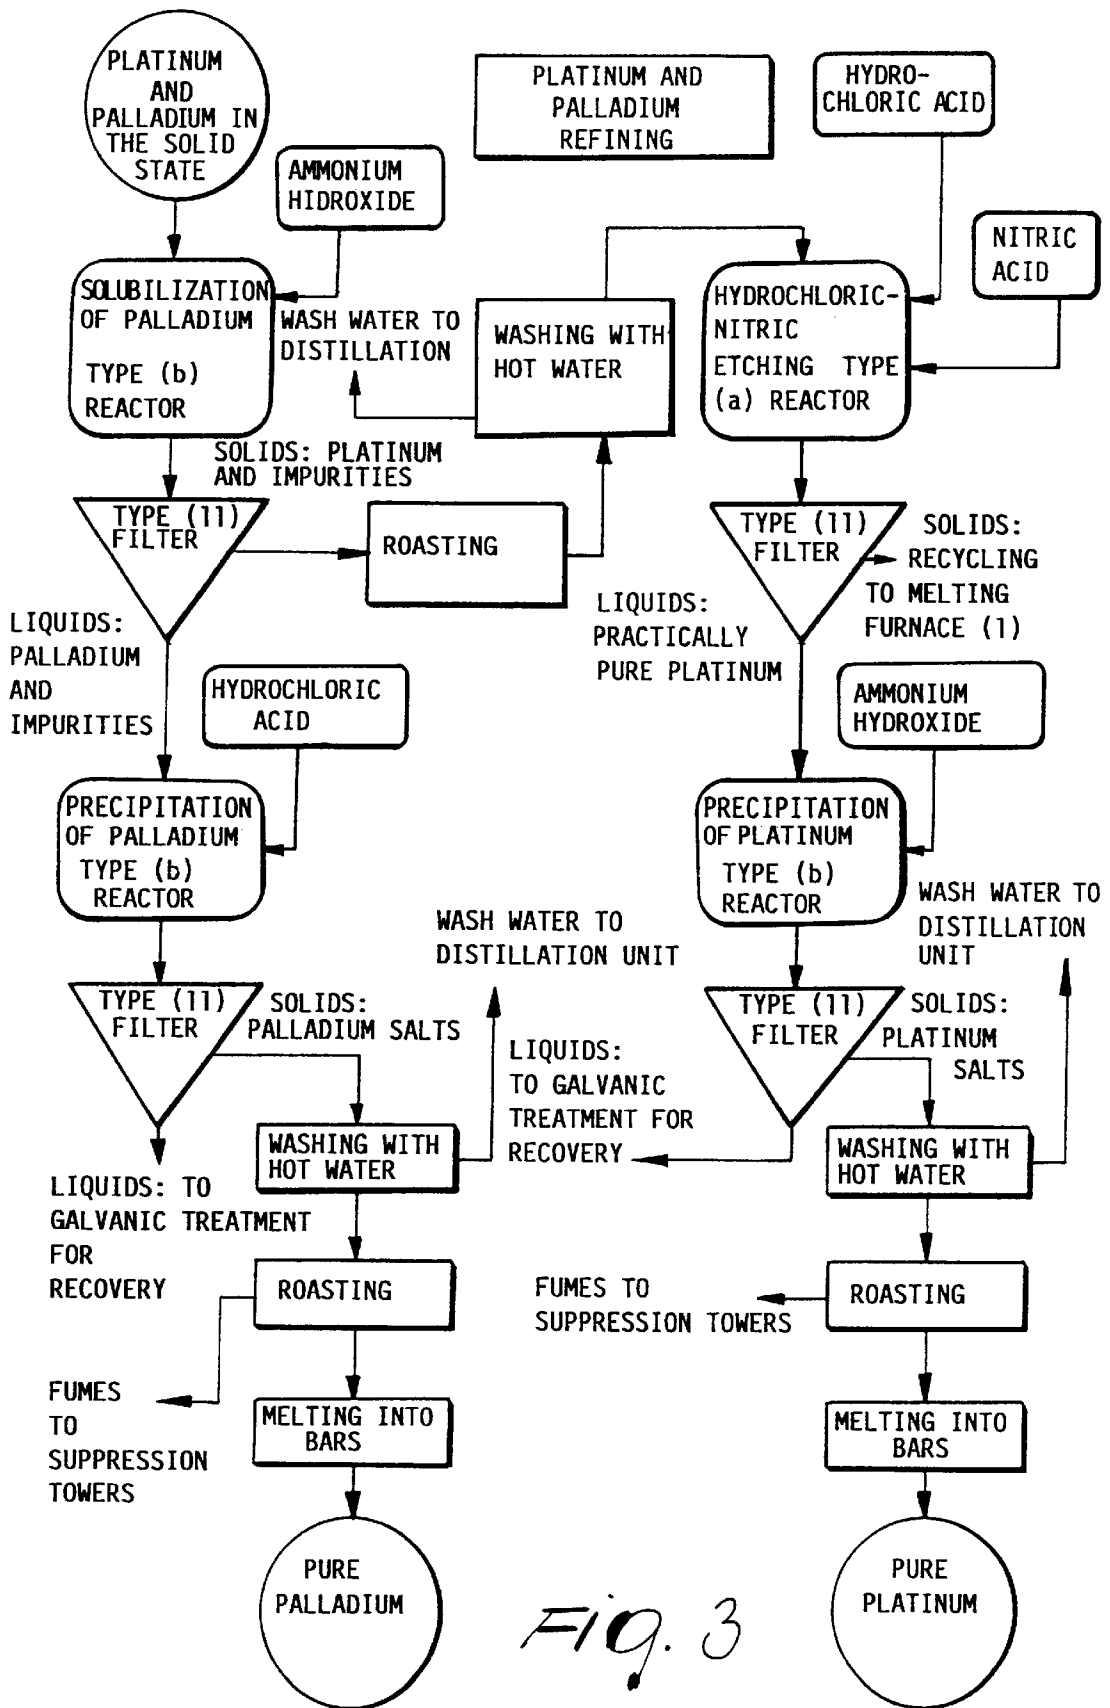 PLATINUM
AND
PALLADIUM IN
THE SOLID
STATE
PLATINUM AND
PALLADIUM
REFINING
HYDRO-
CHLORIC ACID
AMMONIUM
HIDROXIDE
NITRIC
ACID
SOLUBILIZATION
OF PALLADIUM
TYPE (b)
REACTOR
WASH WATER TO
DISTILLATION
WASHING WITH
HOT WATER
HYDROCHLORIC-
NITRIC
ETCHING TYPE
(a) REACTOR
SOLIDS: PLATINUM
AND IMPURITIES
TYPE (11)
FILTER
ROASTING
TYPE (11)
FILTER
SOLIDS:
RECYCLING
TO MELTING
FURNACE (1)
LIQUIDS:
PALLADIUM
AND
IMPURITIES
LIQUIDS:
PRACTICALLY
PURE PLATINUM
HYDROCHLORIC
ACID
AMMONIUM
HYDROXIDE
PRECIPITATION
OF PALLADIUM
TYPE (b)
REACTOR
PRECIPITATION
OF PLATINUM
TYPE (b)
REACTOR
WASH WATER TO
DISTILLATION UNIT
WASH WATER TO
DISTILLATION
UNIT
TYPE (11)
FILTER
SOLIDS:
PALLADIUM SALTS
TYPE (11)
FILTER
SOLIDS:
PLATINUM
SALTS
LIQUIDS:
TO GALVANIC
TREATMENT FOR
RECOVERY
WASHING WITH
HOT WATER
WASHING WITH
HOT WATER
LIQUIDS: TO
GALVANIC TREATMENT
FOR
RECOVERY
ROASTING
FUMES TO
SUPPRESSION TOWERS
ROASTING
FUMES
TO
SUPPRESSION
TOWERS
MELTING INTO
BARS
MELTING INTO
BARS
PURE
PALLADIUM
PURE
PLATINUM
Fig. 3